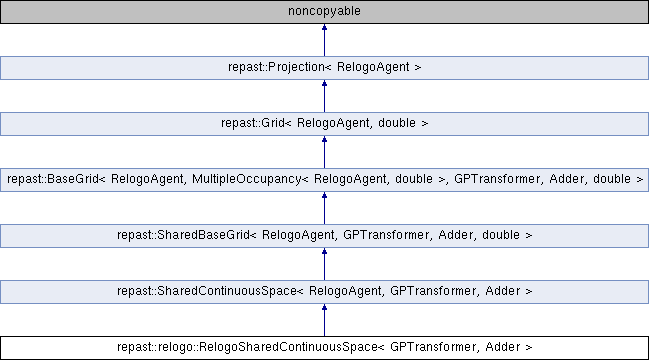 noncopyable
repast::Projection< RelogoAgent >
repast::Grid< RelogoAgent, double >
repast::BaseGrid< RelogoAgent, MultipleOccupancy< RelogoAgent, double >, GPTransformer, Adder, double >
repast::SharedBaseGrid< RelogoAgent, GPTransformer, Adder, double >
repast::SharedContinuousSpace< RelogoAgent, GPTransformer, Adder >
repast::relogo::RelogoSharedContinuousSpace< GPTransformer, Adder >